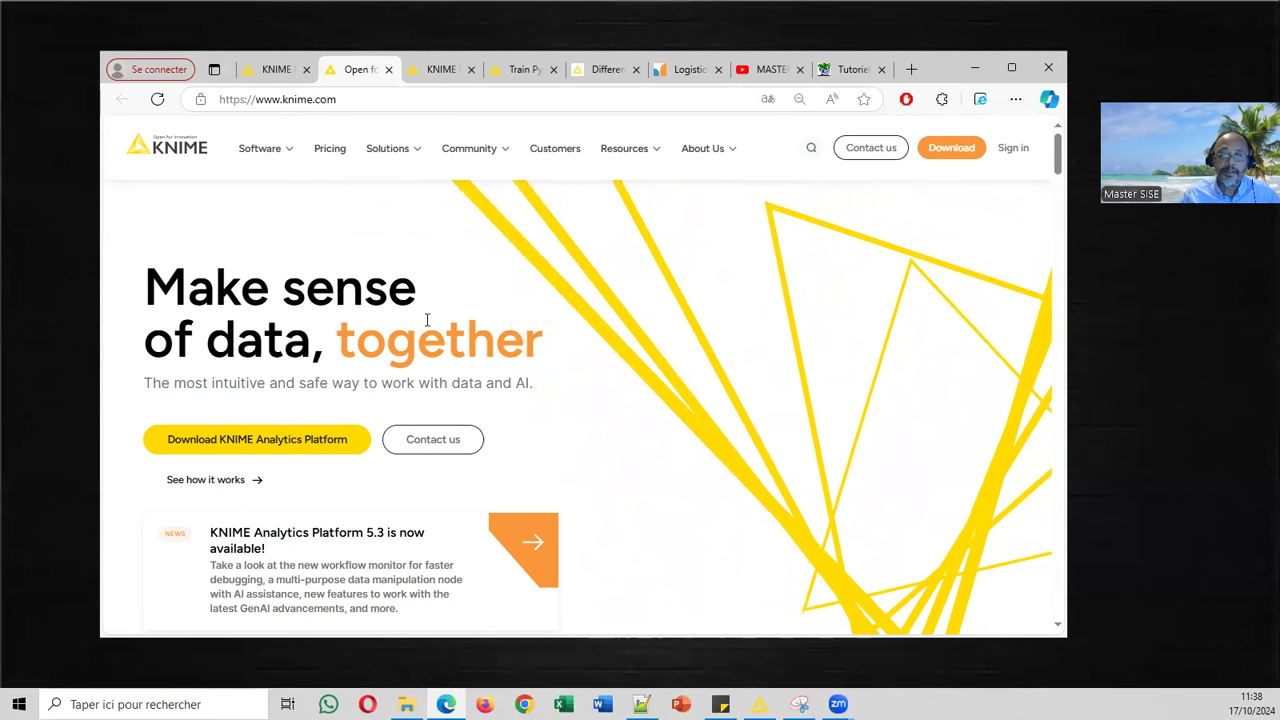 Se connecter
KNIME
Open fo
KNIME
Train Py
Differen
Logistic
MASTE
Tutoriel
https://www.knime.com
Open for Innovation
KNIME
Software
Pricing
Solutions
Community
Customers
Resources
About Us
Contact us
Download
Sign in
Master SISE
Make sense
of data, together
The most intuitive and safe way to work with data and AI.
Download KNIME Analytics Platform
Contact us
See how it works
NEWS
KNIME Analytics Platform 5.3 is now
available!
Take a look at the new workflow monitor for faster
debugging, a multi-purpose data manipulation node
with AI assistance, new features to work with the
latest GenAI advancements, and more.
Taper ici pour rechercher
11:38
17/10/2024